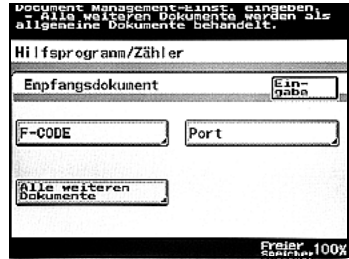 Document Management-Einst. eingeben.
- Alle weiteren Dokumente werden als
allgemeine Dokumente behandelt.
Hilfsprogramm/Zähler
Enpfangsdokument
Ein-
gabe
F-CODE
Port
Alle weiteren
Dokumente
Freier
Speicher 100%